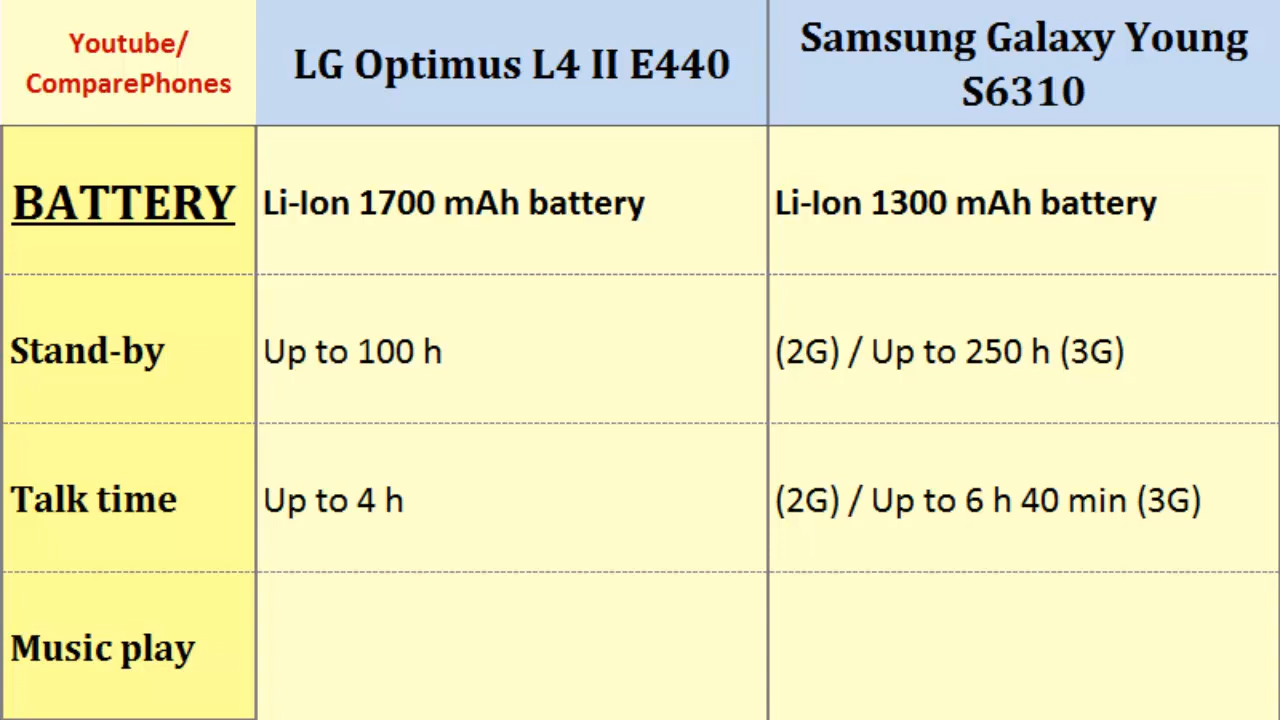 Youtube/
ComparePhones
LG Optimus L4 II E440
Samsung Galaxy Young
S6310
BATTERY
Li-Ion 1700 mAh battery
Li-Ion 1300 mAh battery
Stand-by
Up to 100 h
(2G) / Up to 250 h (3G)
Talk time
Up to 4 h
(2G) / Up to 6 h 40 min (3G)
Music play